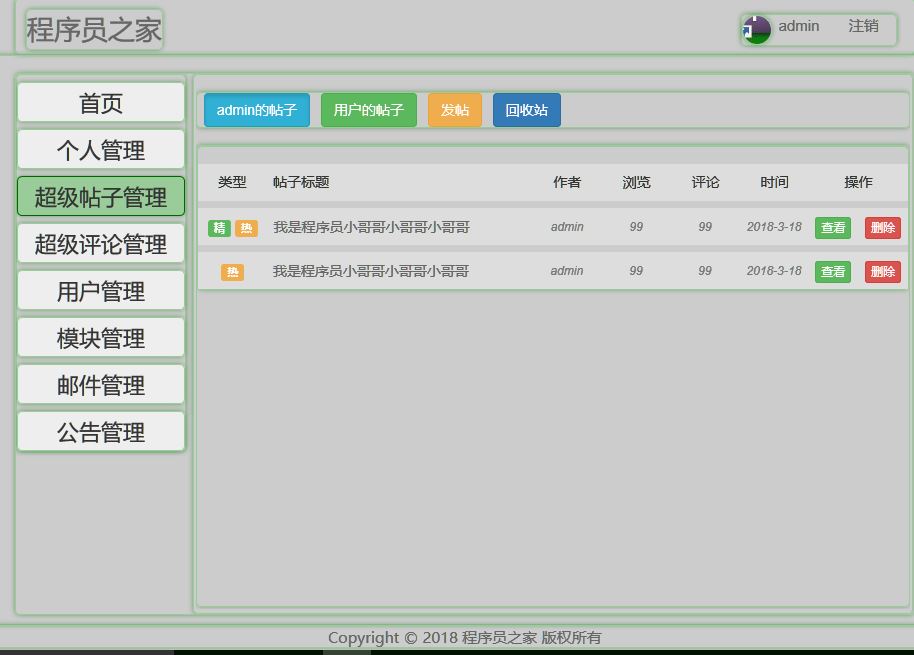 程序员之家
admin 注销
首页
个人管理
超级帖子管理
超级评论管理
用户管理
模块管理
邮件管理
公告管理
admin的帖子 用户的帖子 发帖 回收站
类型 帖子标题 作者 浏览 评论 时间 操作
精 热 我是程序员小哥哥小哥哥小哥哥 admin 99 99 2018-3-18 查看 删除
热 我是程序员小哥哥小哥哥小哥哥 admin 99 99 2018-3-18 查看 删除
Copyright © 2018 程序员之家 版权所有